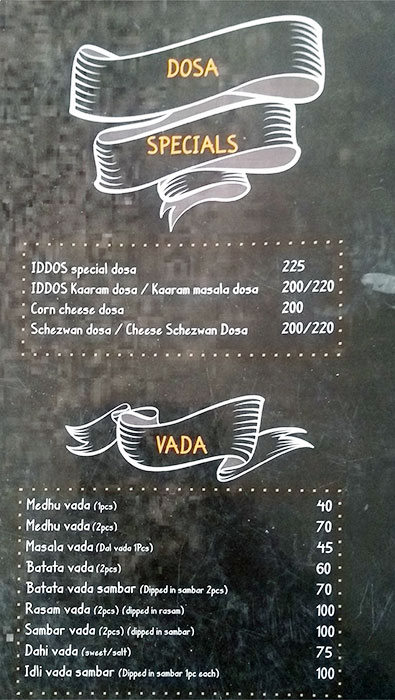 DOSA
SPECIALS
IDDOS special dosa 225
IDDOS Kaaram dosa / Kaaram masala dosa 200/220
Corn cheese dosa 200
Schezwan dosa / Cheese Schezwan Dosa 200/220
VADA
Medhu vada (1pcs) 40
Medhu vada (2pcs) 70
Masala vada (Dal vada 1Pcs) 45
Batata vada (2pcs) 60
Batata vada sambar (Dipped in sambar 2pcs) 70
Rasam vada (2pcs) (dipped in rasam) 100
Sambar vada (2pcs) (dipped in sambar) 100
Dahi vada (sweet/salt) 75
Idli vada sambar (Dipped in sambar 1pc each) 100